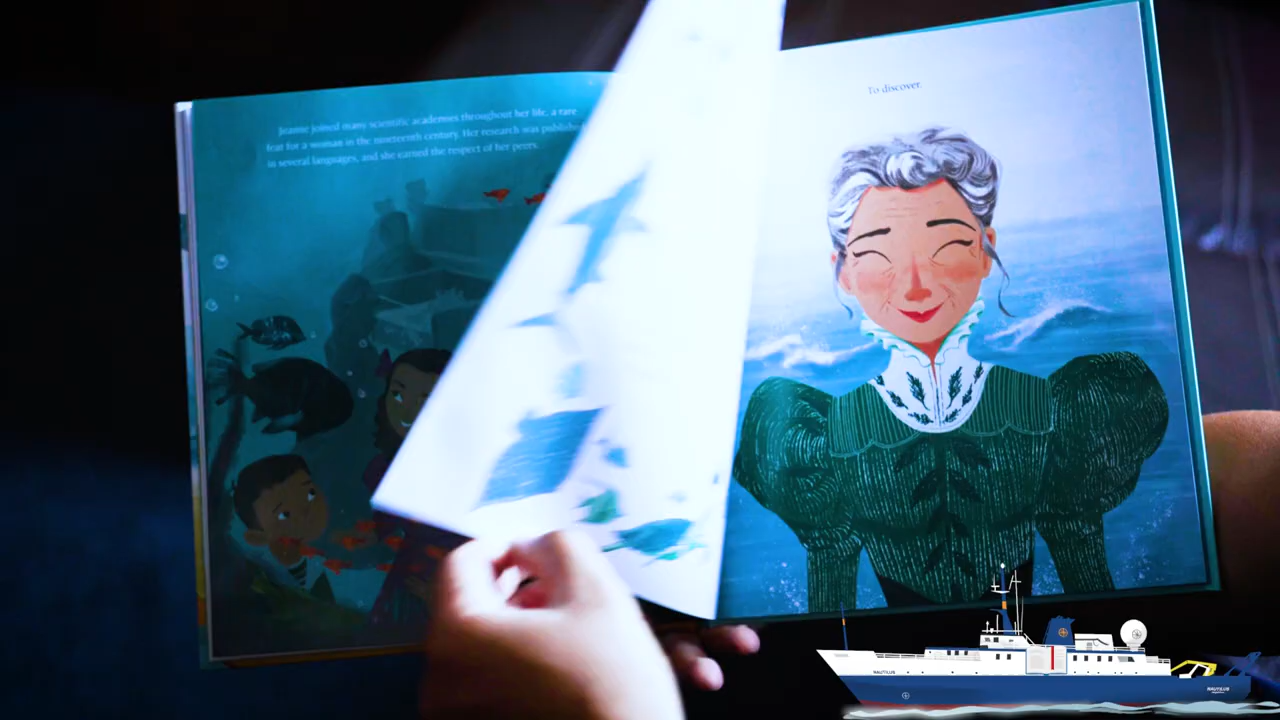 Jeanne joined many scientific academies throughout her life, a rare
feat for a woman in the nineteenth century. Her research was published
in several languages, and she earned the respect of her peers.
To discover.
NAUTILUS
NAUTILUS